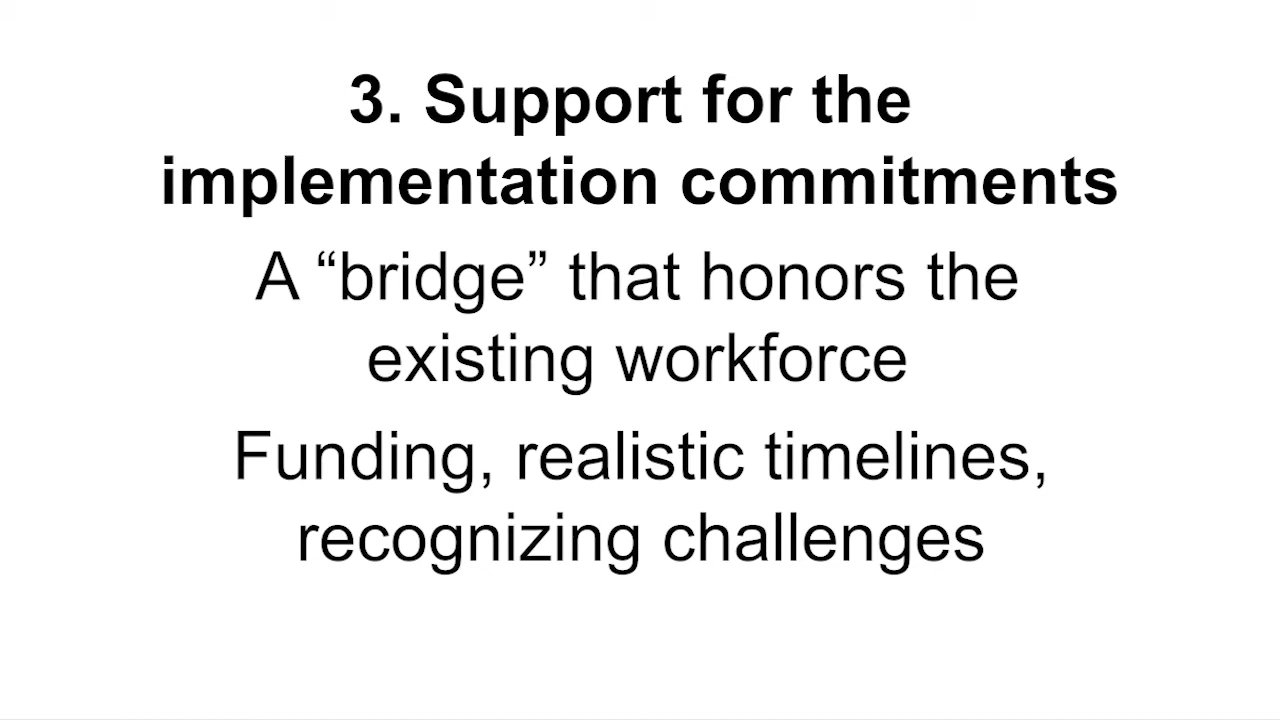 3. Support for the
implementation commitments
A “bridge” that honors the
existing workforce
Funding, realistic timelines,
recognizing challenges